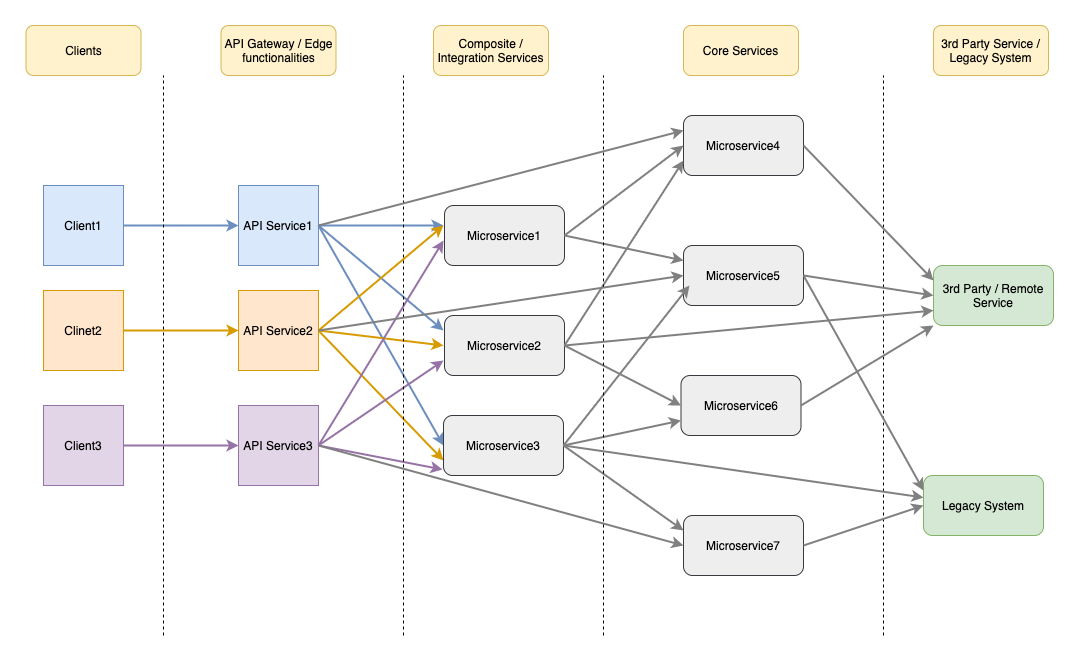 Clients
API Gateway / Edge
functionalities
Composite /
Integration Services
Core Services
3rd Party Service /
Legacy System
Client1
API Service1
Clinet2
API Service2
Client3
API Service3
Microservice1
Microservice2
Microservice3
Microservice4
Microservice5
Microservice6
Microservice7
3rd Party / Remote
Service
Legacy System